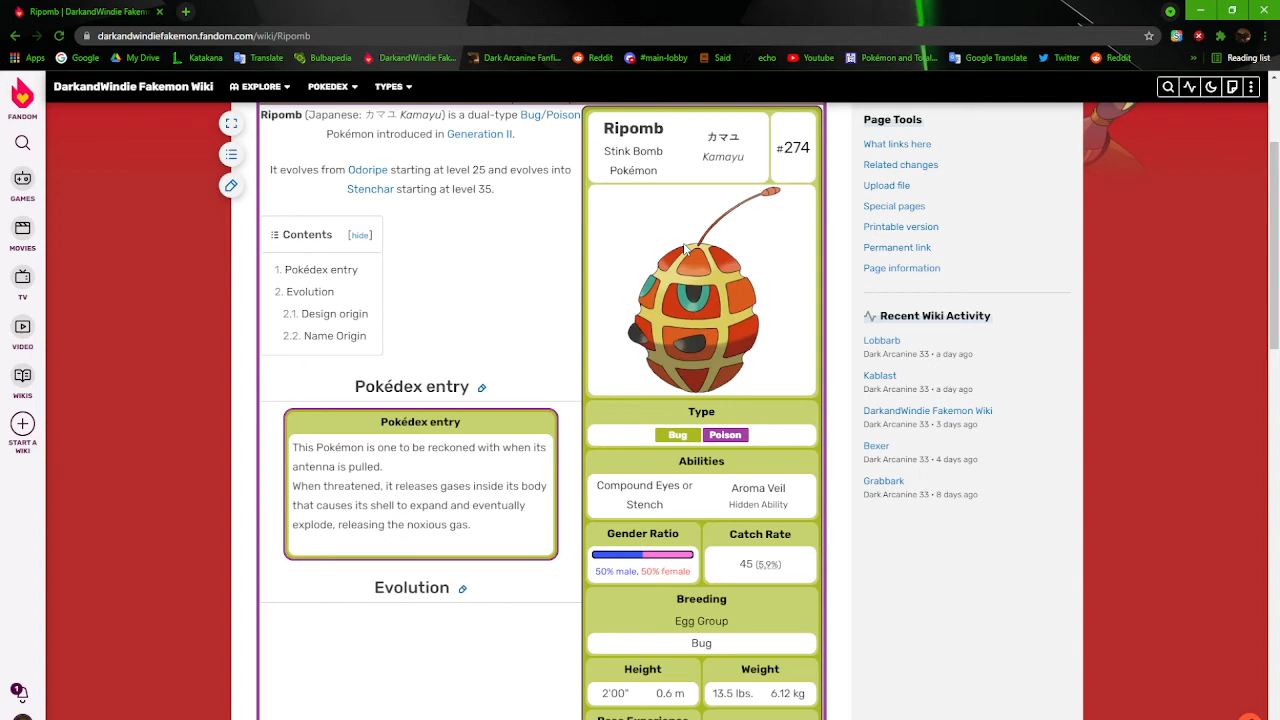 Ripomb | DarkandWindie Fakem
darkandwindiefakemon.fandom.com/wiki/Ripomb
Apps
Google
My Drive
Katakana
Translate
Bulbapedia
DarkandWindie Fak...
Dark Arcanine Fanfi...
Reddit
#main-lobby
Said
echo
Youtube
Pokémon and Total...
Google Translate
Twitter
Reddit
»
Reading list
FANDOM
GAMES
MOVIES
TV
VIDEO
WIKIS
START A
WIKI
1
DarkandWindie Fakemon Wiki
EXPLORE
POKEDEX
TYPES
Ripomb (Japanese: カマユ Kamayu) is a dual-type Bug/Poison
Pokémon introduced in Generation II.
It evolves from Odoripe starting at level 25 and evolves into
Stenchar starting at level 35.
Contents [hide]
1. Pokédex entry
2. Evolution
2.1. Design origin
2.2. Name Origin
Pokédex entry
Pokédex entry
This Pokémon is one to be reckoned with when its
antenna is pulled.
When threatened, it releases gases inside its body
that causes its shell to expand and eventually
explode, releasing the noxious gas.
Evolution
Ripomb
Stink Bomb
Pokémon
カマユ
Kamayu
#274
Type
Bug Poison
Abilities
Compound Eyes or
Stench
Aroma Veil
Hidden Ability
Gender Ratio
50% male, 50% female
Catch Rate
45 (5.9%)
Breeding
Egg Group
Bug
Height
2'00" 0.6 m
Weight
13.5 lbs. 6.12 kg
Base Experience
Page Tools
What links here
Related changes
Upload file
Special pages
Printable version
Permanent link
Page information
Recent Wiki Activity
Lobbarb
Dark Arcanine 33 • a day ago
Kablast
Dark Arcanine 33 • a day ago
DarkandWindie Fakemon Wiki
Dark Arcanine 33 • 3 days ago
Bexer
Dark Arcanine 33 • 4 days ago
Grabbark
Dark Arcanine 33 • 8 days ago